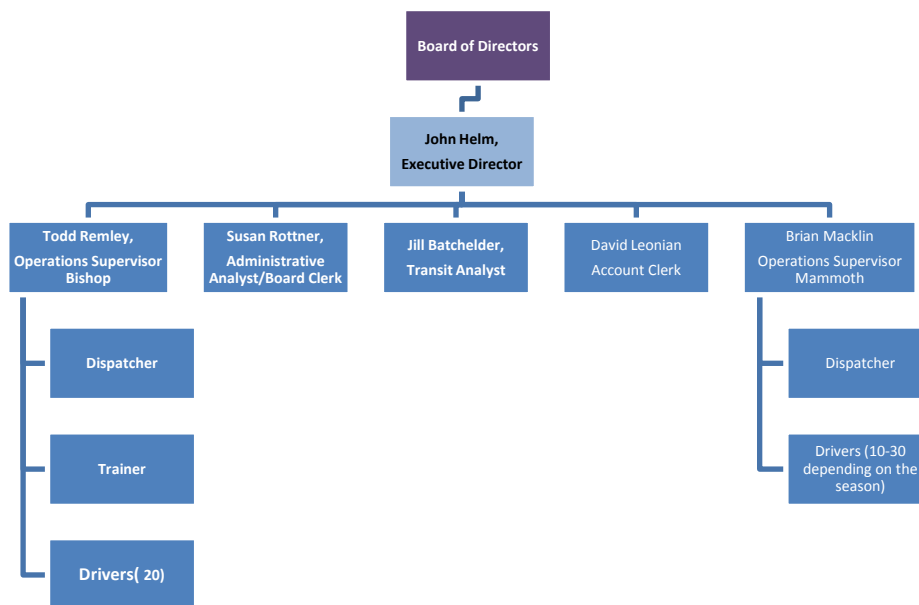 Board of Directors
John Helm,
Executive Director
Todd Remley,
Operations Supervisor
Bishop
Susan Rottner,
Administrative
Analyst/Board Clerk
Jill Batchelder,
Transit Analyst
David Leonian
Account Clerk
Brian Macklin
Operations Supervisor
Mammoth
Dispatcher
Trainer
Drivers( 20)
Dispatcher
Drivers (10-30
depending on the
season)